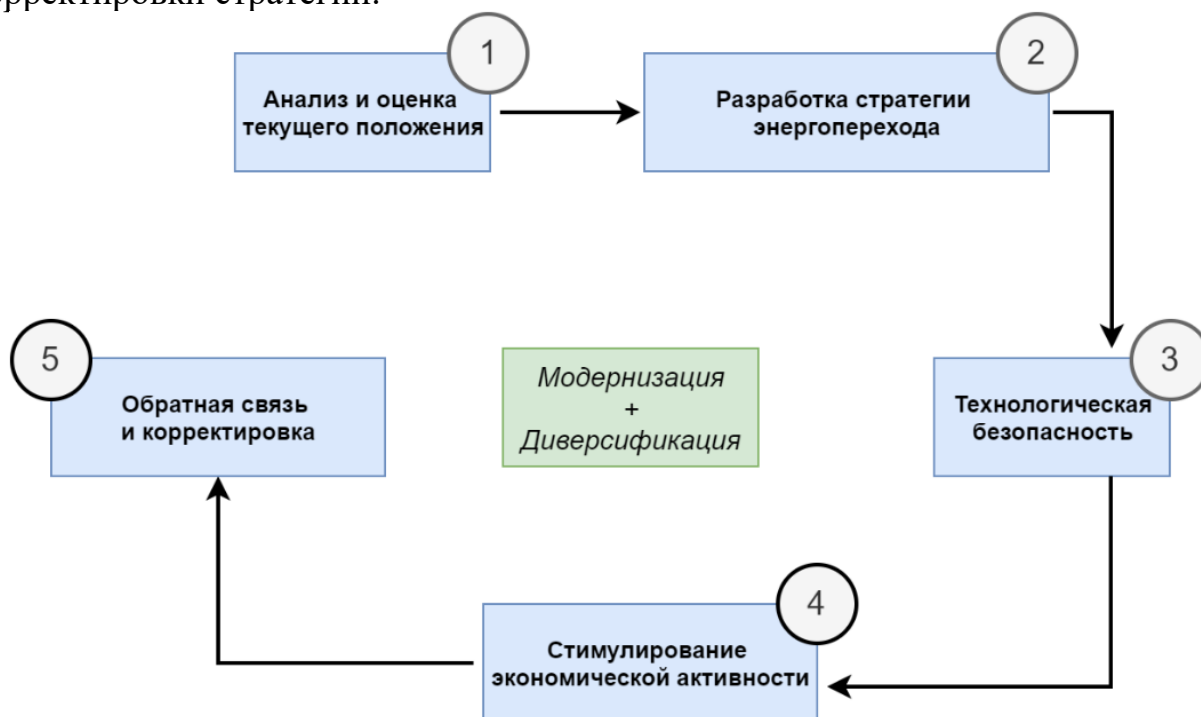 стратегии.
1
Анализ и оценка
текущего положения
2
Разработка стратегии
энергоперехода
3
Технологическая
безопасность
4
Стимулирование
экономической активности
5
Обратная связь
и корректировка
Модернизация
+
Диверсификация